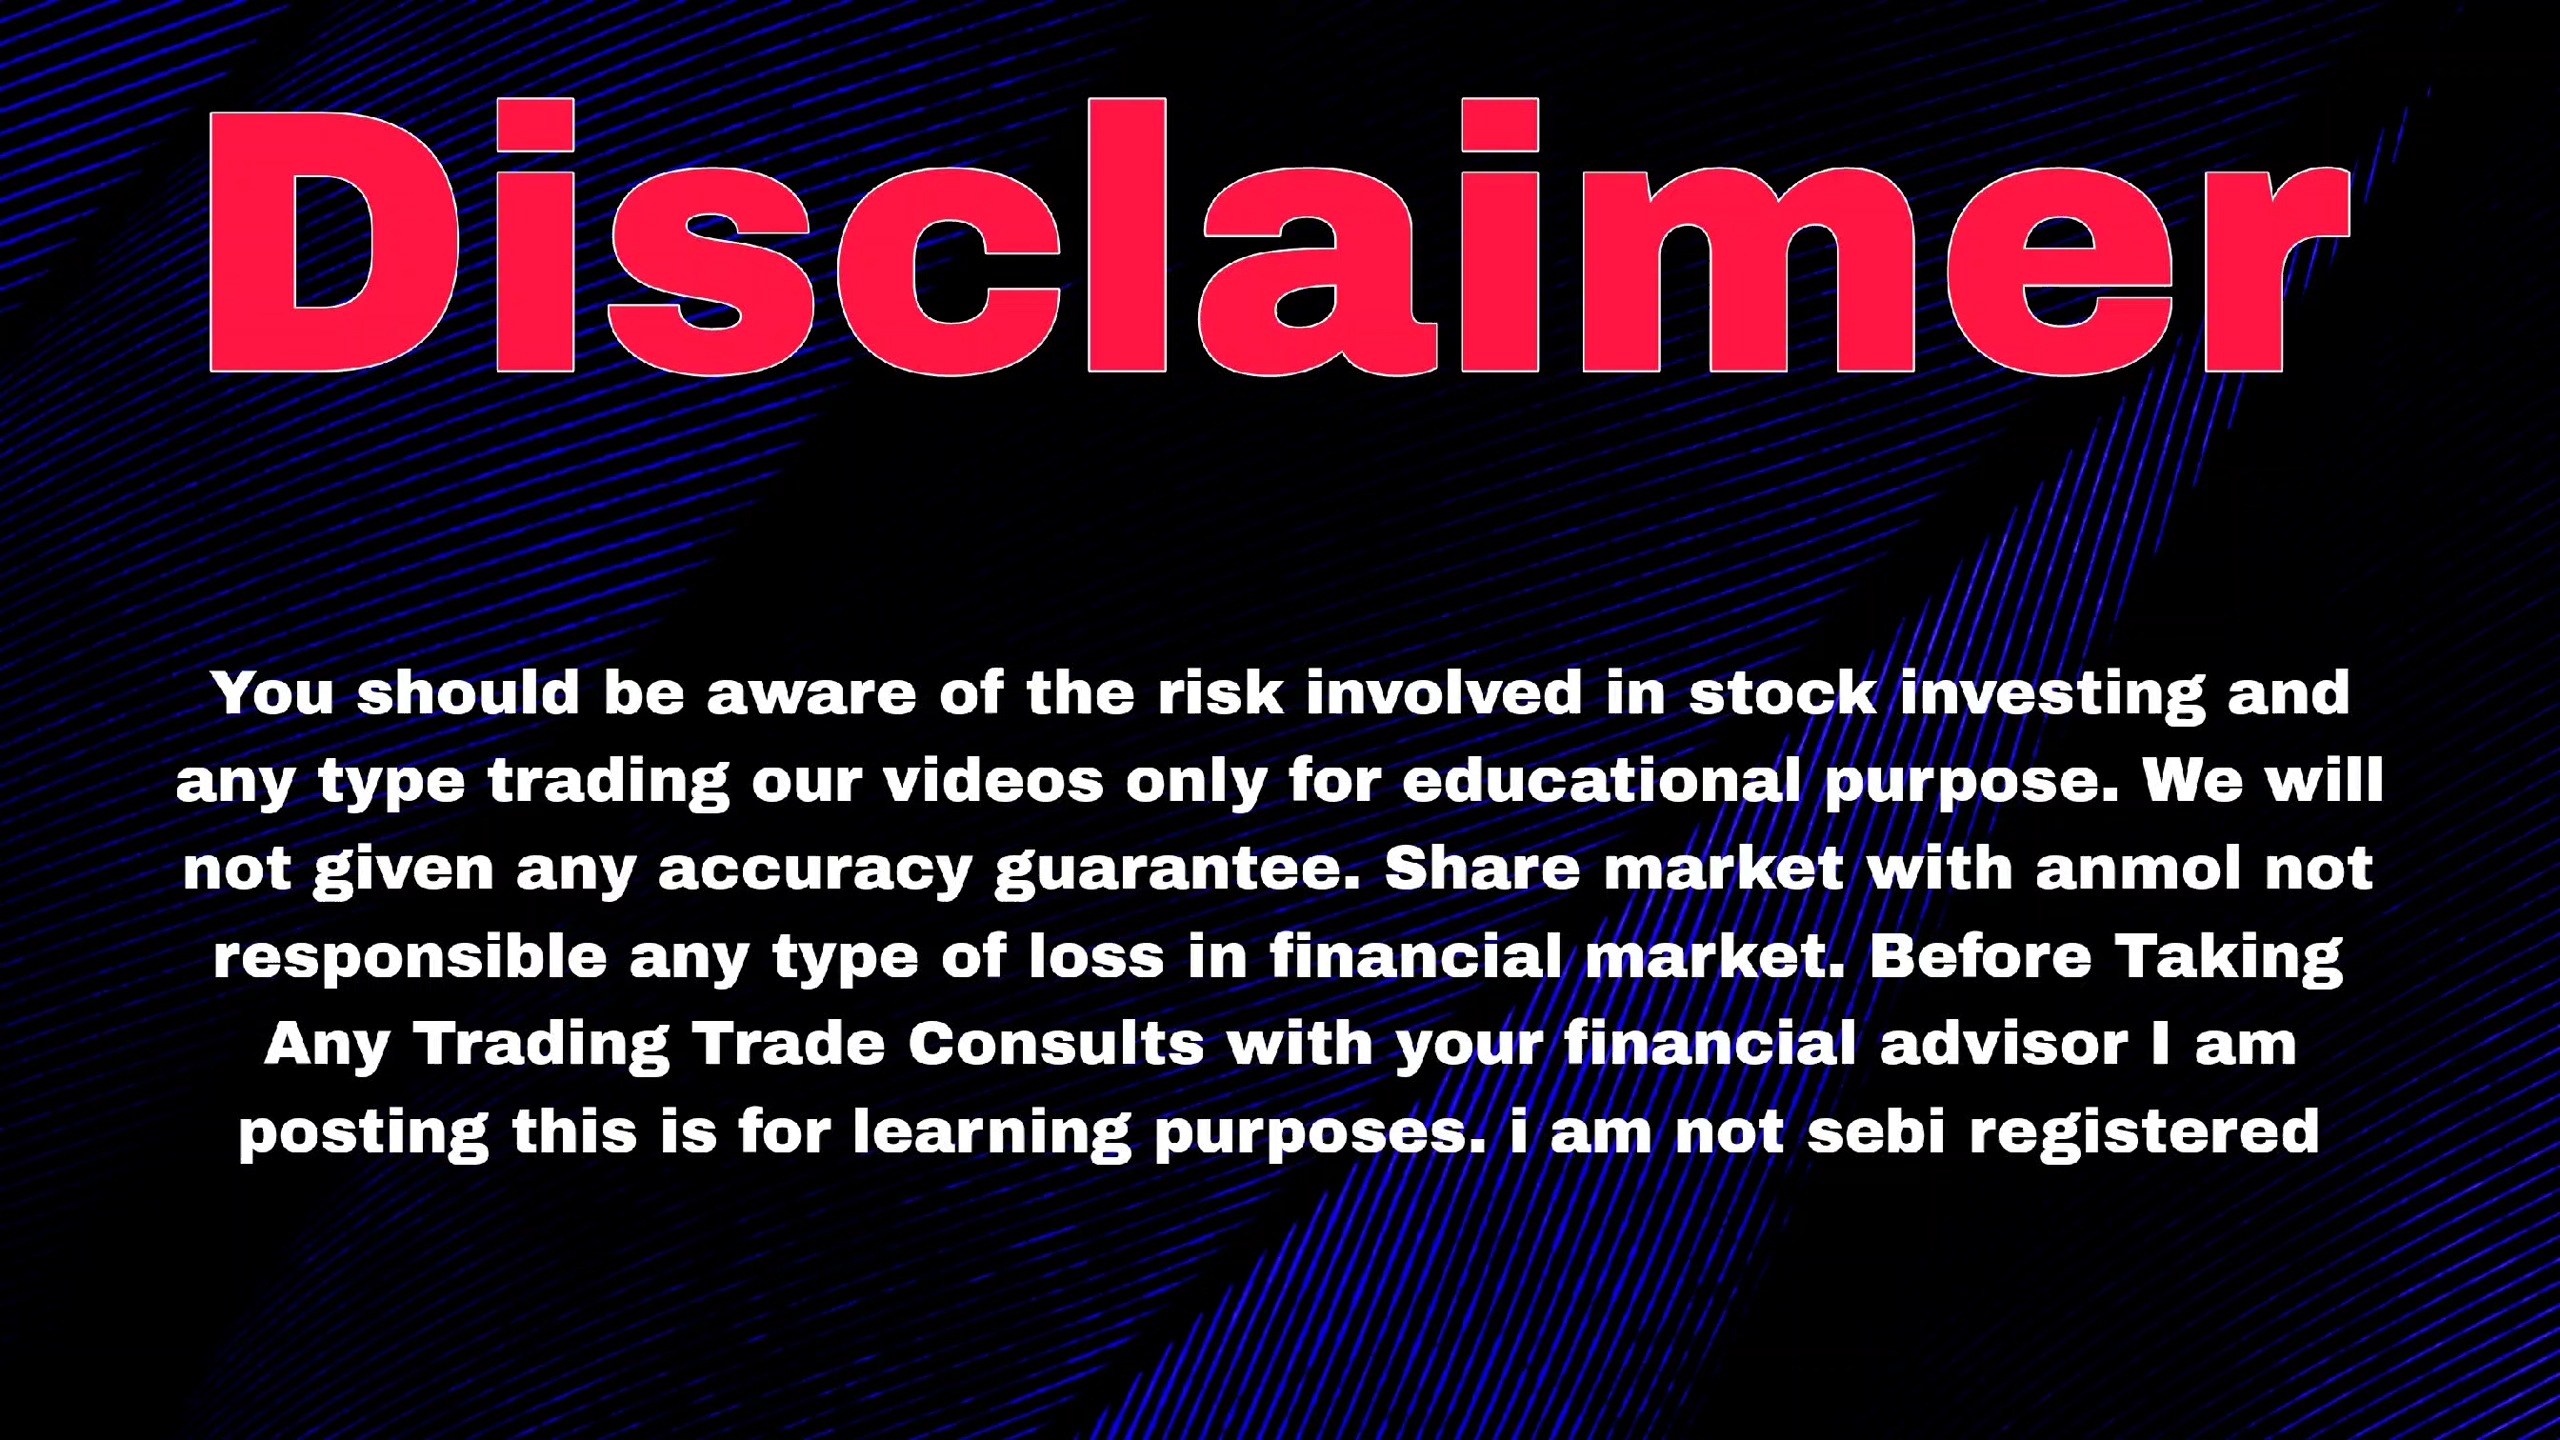 Disclaimer
You should be aware of the risk involved in stock investing and
any type trading our videos only for educational purpose. We will
not given any accuracy guarantee. Share market with anmol not
responsible any type of loss in financial market. Before Taking
Any Trading Trade Consults with your financial advisor I am
posting this is for learning purposes. i am not sebi registered